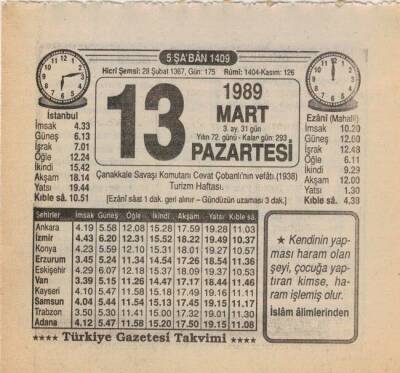 5 ŞA'BÂN 1409
Hicrî Şemsî: 28 Şubat 1367, Gün: 175 Rûmî: 1404-Kasım: 126
İstanbul
İmsak 4.33
Güneş 6.13
İşrak 7.01
Öğle 12.24
İkindi 15.42
Akşam 18.14
Yatsı 19.44
Kıble sâ. 10.51
13
1989
MART
3. ay, 31 gün
Yılın 72. günü - Kalan gün: 293
PAZARTESİ
Ezânî (Mahallî)
İmsak 10.20
Güneş 12.00
İşrak 12.48
Öğle 6.11
İkindi 9.29
Akşam 12.00
Yatsı 1.30
Kıble sâ. 4.38
Çanakkale Savaşı Komutanı Cevat Çobanlı'nın vefâtı.(1938)
Turizm Haftası.
[Ezânî sâat 1 dak. geri alınır – Gündüzün uzaması 3 dak.]
Şehirler İmsak Güneş Öğle İkindi Akşam Yatsı Kıble sâ.
Ankara 4.19 5.58 12.08 15.28 17.59 19.28 11.03
İzmir 4.43 6.20 12.31 15.52 18.22 19.49 10.37
Konya 4.23 5.59 12.10 15.31 18.01 19.27 10.57
Erzurum 3.45 5.24 11.34 14.54 17.26 18.54 11.36
Eskişehir 4.29 6.07 12.18 15.37 18.09 19.37 10.53
Van 3.39 5.15 11.26 14.47 17.17 18.44 11.46
Kayseri 4.10 5.47 11.58 15.18 17.49 19.16 11.11
Samsun 4.04 5.44 11.54 15.13 17.45 19.15 11.17
Trabzon 3.50 5.30 11.41 15.00 17.32 19.01 11.30
Adana 4.12 5.47 11.58 15.20 17.50 19.15 11.08
★ Kendinin yap-
ması haram olan
şeyi, çocuğa yap-
tıran kimse, ha-
ram işlemiş olur.
İslâm âlimlerinden
★★★★ Türkiye Gazetesi Takvimi ★★★★